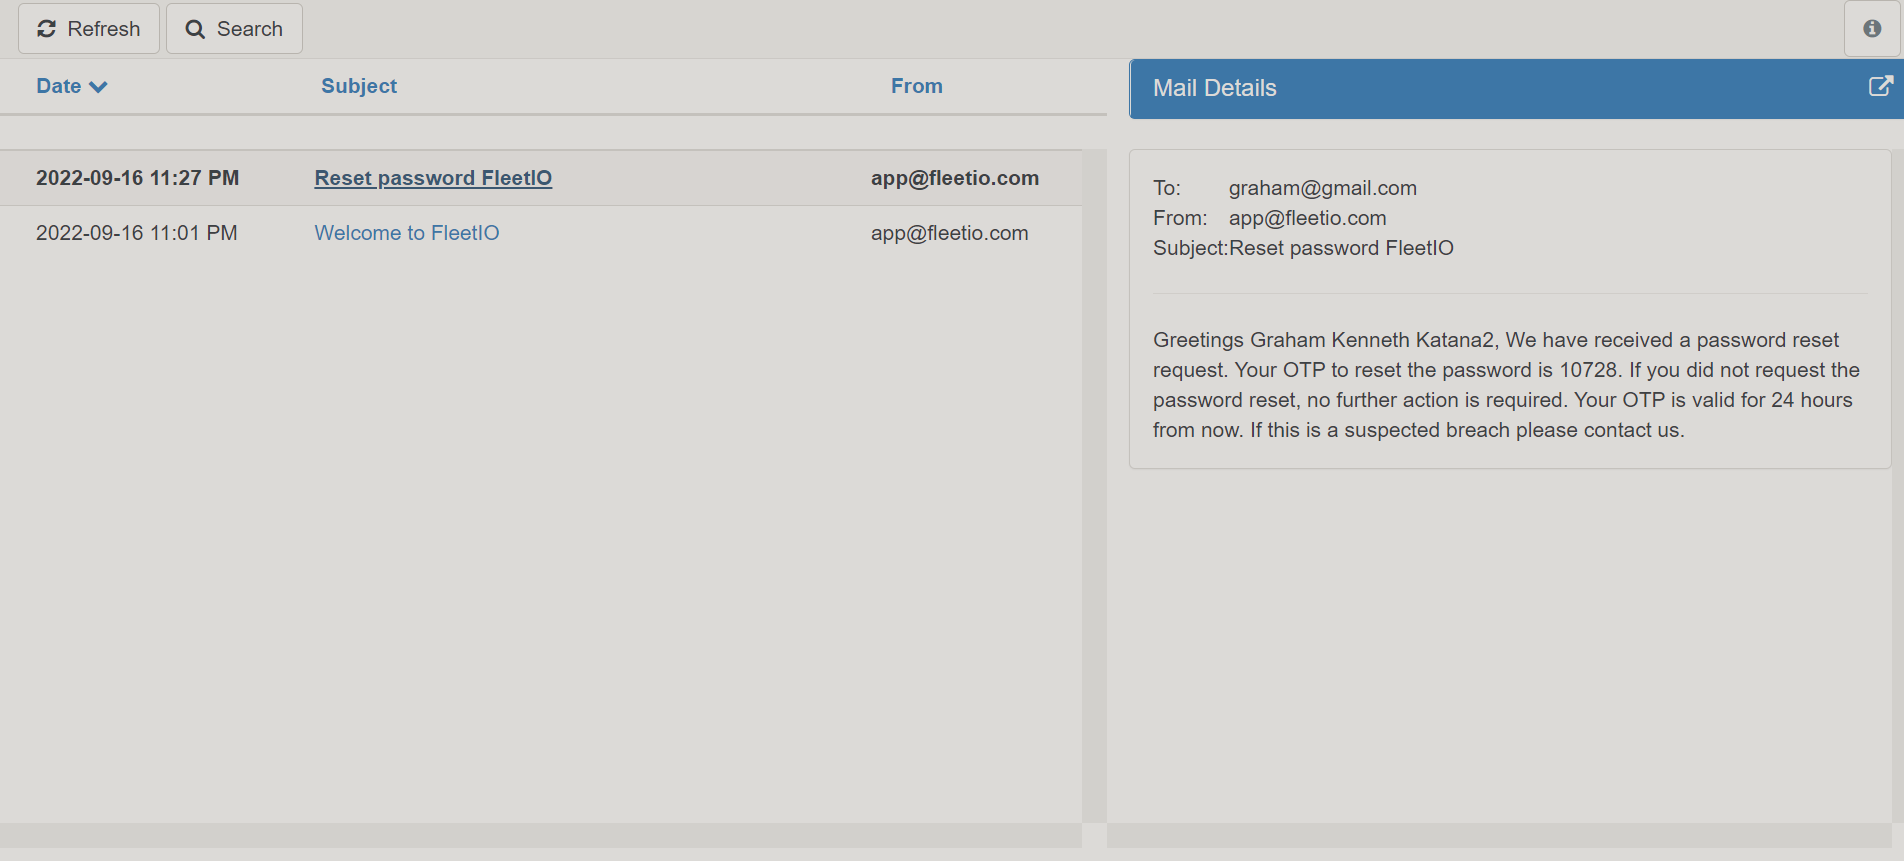 Refresh
Search
Date
Subject
From
2022-09-16 11:27 PM
Reset password FleetIO
app@fleetio.com
2022-09-16 11:01 PM
Welcome to FleetIO
app@fleetio.com
Mail Details
To: graham@gmail.com
From: app@fleetio.com
Subject:Reset password FleetIO
Greetings Graham Kenneth Katana2, We have received a password reset
request. Your OTP to reset the password is 10728. If you did not request the
password reset, no further action is required. Your OTP is valid for 24 hours
from now. If this is a suspected breach please contact us.